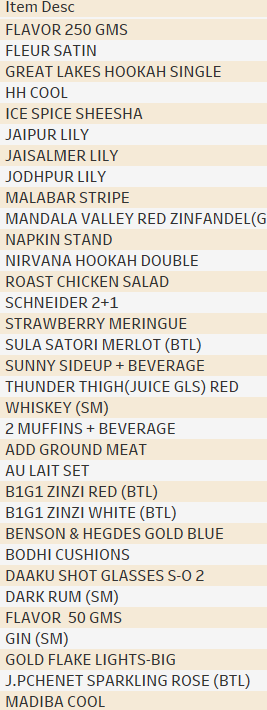 Item Desc
FLAVOR 250 GMS
FLEUR SATIN
GREAT LAKES HOOKAH SINGLE
HH COOL
ICE SPICE SHEESHA
JAIPUR LILY
JAISALMER LILY
JODHPUR LILY
MALABAR STRIPE
MANDALA VALLEY RED ZINFANDEL(G
NAPKIN STAND
NIRVANA HOOKAH DOUBLE
ROAST CHICKEN SALAD
SCHNEIDER 2+1
STRAWBERRY MERINGUE
SULA SATORI MERLOT (BTL)
SUNNY SIDEUP + BEVERAGE
THUNDER THIGH(JUICE GLS) RED
WHISKEY (SM)
2 MUFFINS + BEVERAGE
ADD GROUND MEAT
AU LAIT SET
B1G1 ZINZI RED (BTL)
B1G1 ZINZI WHITE (BTL)
BENSON & HEGDES GOLD BLUE
BODHI CUSHIONS
DAAKU SHOT GLASSES S-O 2
DARK RUM (SM)
FLAVOR  50 GMS
GIN (SM)
GOLD FLAKE LIGHTS-BIG
J.PCHENET SPARKLING ROSE (BTL)
MADIBA COOL